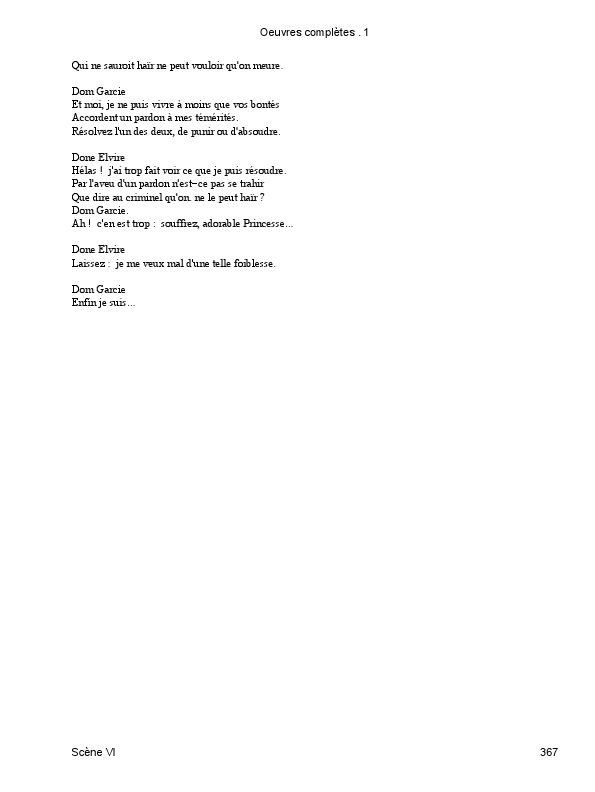 Oeuvres complètes . 1
Qui ne sauroit haïr ne peut vouloir qu'on meure.
Dom Garcie
Et moi, je ne puis vivre à moins que vos bontés
Accordent un pardon à mes témérités.
Résolvez l'un des deux, de punir ou d'absoudre.
Done Elvire
Hélas ! j'ai trop fait voir ce que je puis résoudre.
Par l'aveu d'un pardon n'est-ce pas se trahir
Que dire au criminel qu'on. ne le peut haïr ?
Dom Garcie.
Ah ! c'en est trop : souffrez, adorable Princesse...
Done Elvire
Laissez : je me veux mal d'une telle foiblesse.
Dom Garcie
Enfin je suis...
Scène VI
367